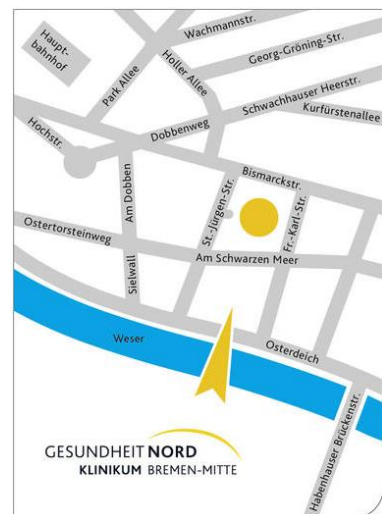 Wachmannstr.
Haupt-
bahnhof
Georg-Gröning-Str.
Holler Allee
Park Allee
Schwachhauser Heerstr.
Kurfürstenallee
Hochstr.
Dobbenweg
Bismarckstr.
Am Dobben
St.-Jürgen-Str.
Fr.-Karl-Str.
Ostertorsteinweg
Am Schwarzen Meer
Sielwall
Weser
Osterdeich
Habenhauser Brückenstr.
GESUNDHEIT NORD
KLINIKUM BREMEN-MITTE